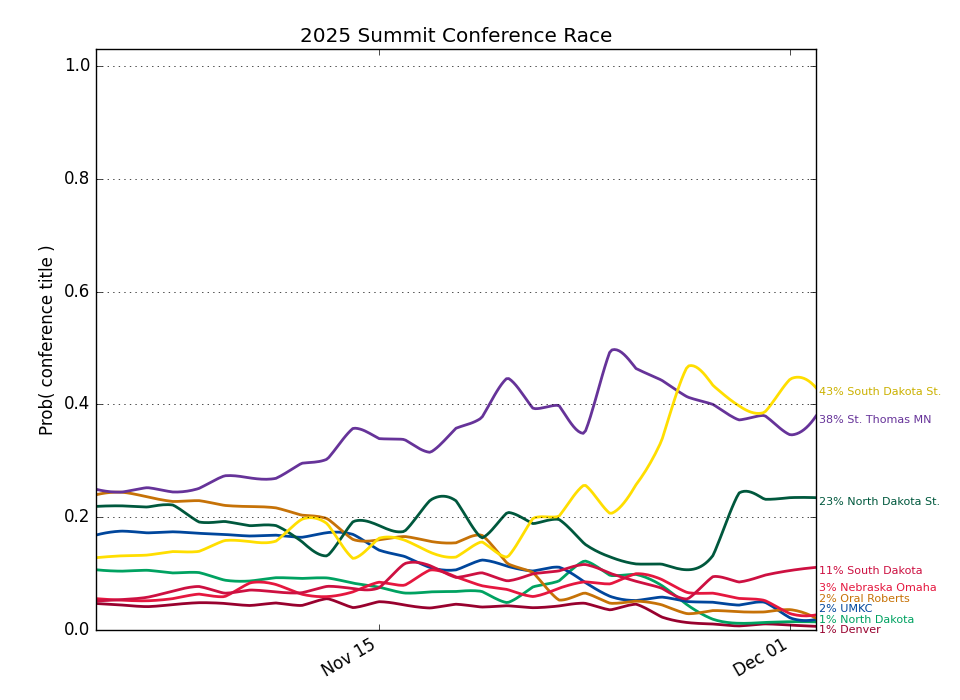 2025 Summit Conference Race
1.0
0.8
0.6
0.4
0.2
0.0
Prob( conference title )
43% South Dakota St.
38% St. Thomas MN
23% North Dakota St.
11% South Dakota
3% Nebraska Omaha
2% Oral Roberts
2% UMKC
1% North Dakota
1% Denver
Nov 15
Dec 01